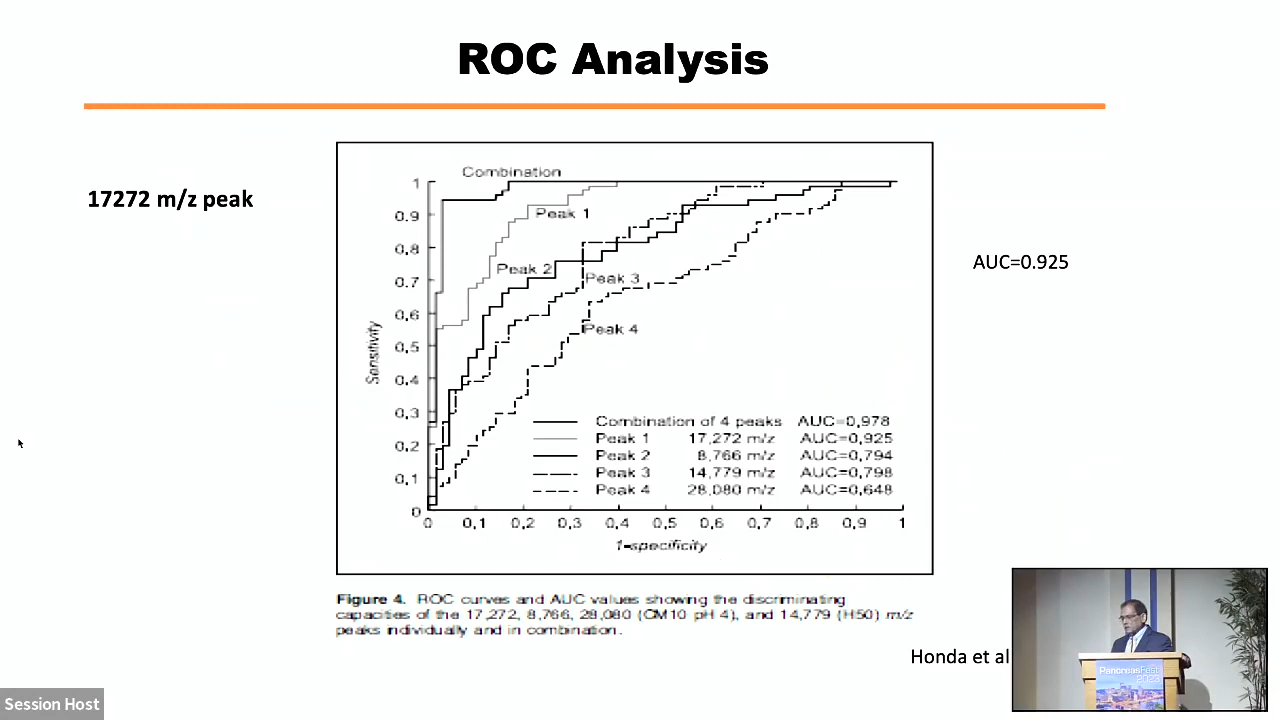 ROC Analysis
17272 m/z peak
Combination
Peak 1
Peak 2
Peak 3
Peak 4
AUC=0.925
1
0,9
0,8
0,7
0,6
0,5
0,4
0,3
0,2
0,1
0
Sensitivity
Combination of 4 peaks AUC=0,978
Peak 1 17,272 m/z AUC=0,925
Peak 2 8,766 m/z AUC=0,794
Peak 3 14,779 m/z AUC=0,798
Peak 4 28,080 m/z AUC=0,648
0 0,1 0,2 0,3 0,4 0,5 0,6 0,7 0,8 0,9 1
1-specificity
Figure 4. ROC curves and AUC values showing the discriminating
capacities of the 17,272, 8,766, 28,080 (CM10 pH 4), and 14,779 (H50) m/z
peaks individually and in combination.
Honda et al
PancreasFest
Session Host